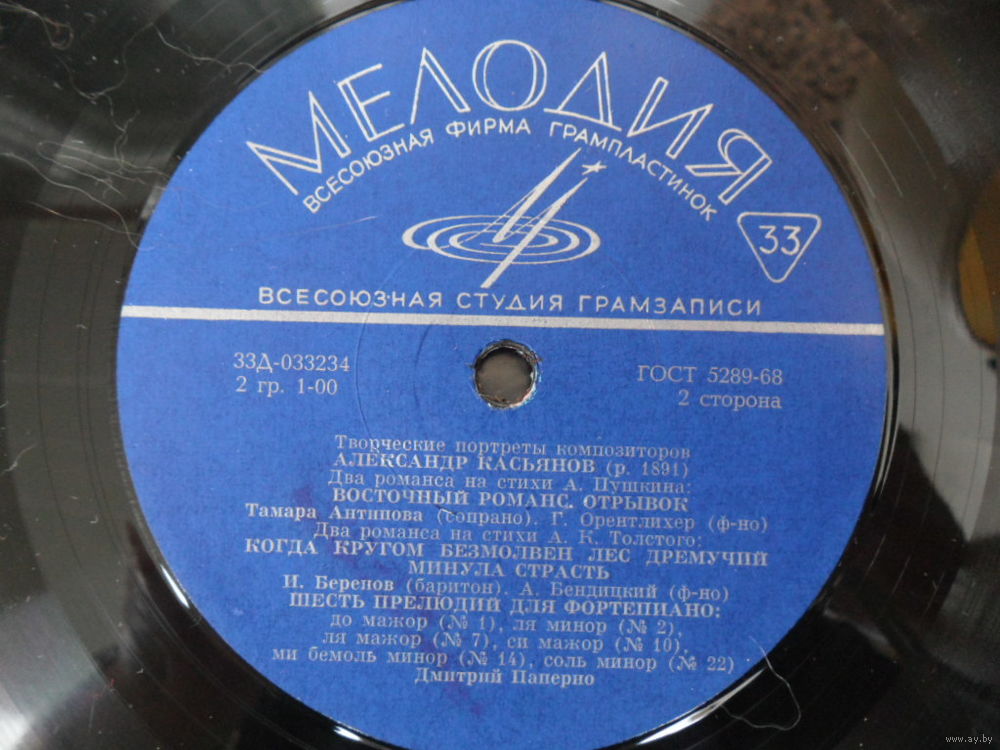 МЕЛОДИЯ
ВСЕСОЮЗНАЯ ФИРМА ГРАМПЛАСТИНОК
33
ВСЕСОЮЗНАЯ СТУДИЯ ГРАМЗАПИСИ
33Д-033234
2 гр. 1-00
ГОСТ 5289-68
2 сторона
Творческие портреты композиторов
АЛЕКСАНДР КАСЬЯНОВ (р. 1891)
Два романса на стихи А. Пушкина:
ВОСТОЧНЫЙ РОМАНС. ОТРЫВОК
Тамара Антипова (сопрано). Г. Орентлихер (ф-но)
Два романса на стихи А. К. Толстого:
КОГДА КРУГОМ БЕЗМОЛВЕН ЛЕС ДРЕМУЧИЙ
МИНУЛА СТРАСТЬ
И. Беренов (баритон). А. Бендицкий (ф-но)
ШЕСТЬ ПРЕЛЮДИЙ ДЛЯ ФОРТЕПИАНО:
до мажор (№ 1), ля минор (№ 2),
ля мажор (№ 7), си мажор (№ 10),
ми бемоль минор (№ 14), соль минор (№ 22)
Дмитрий Паперно
www.ay.by